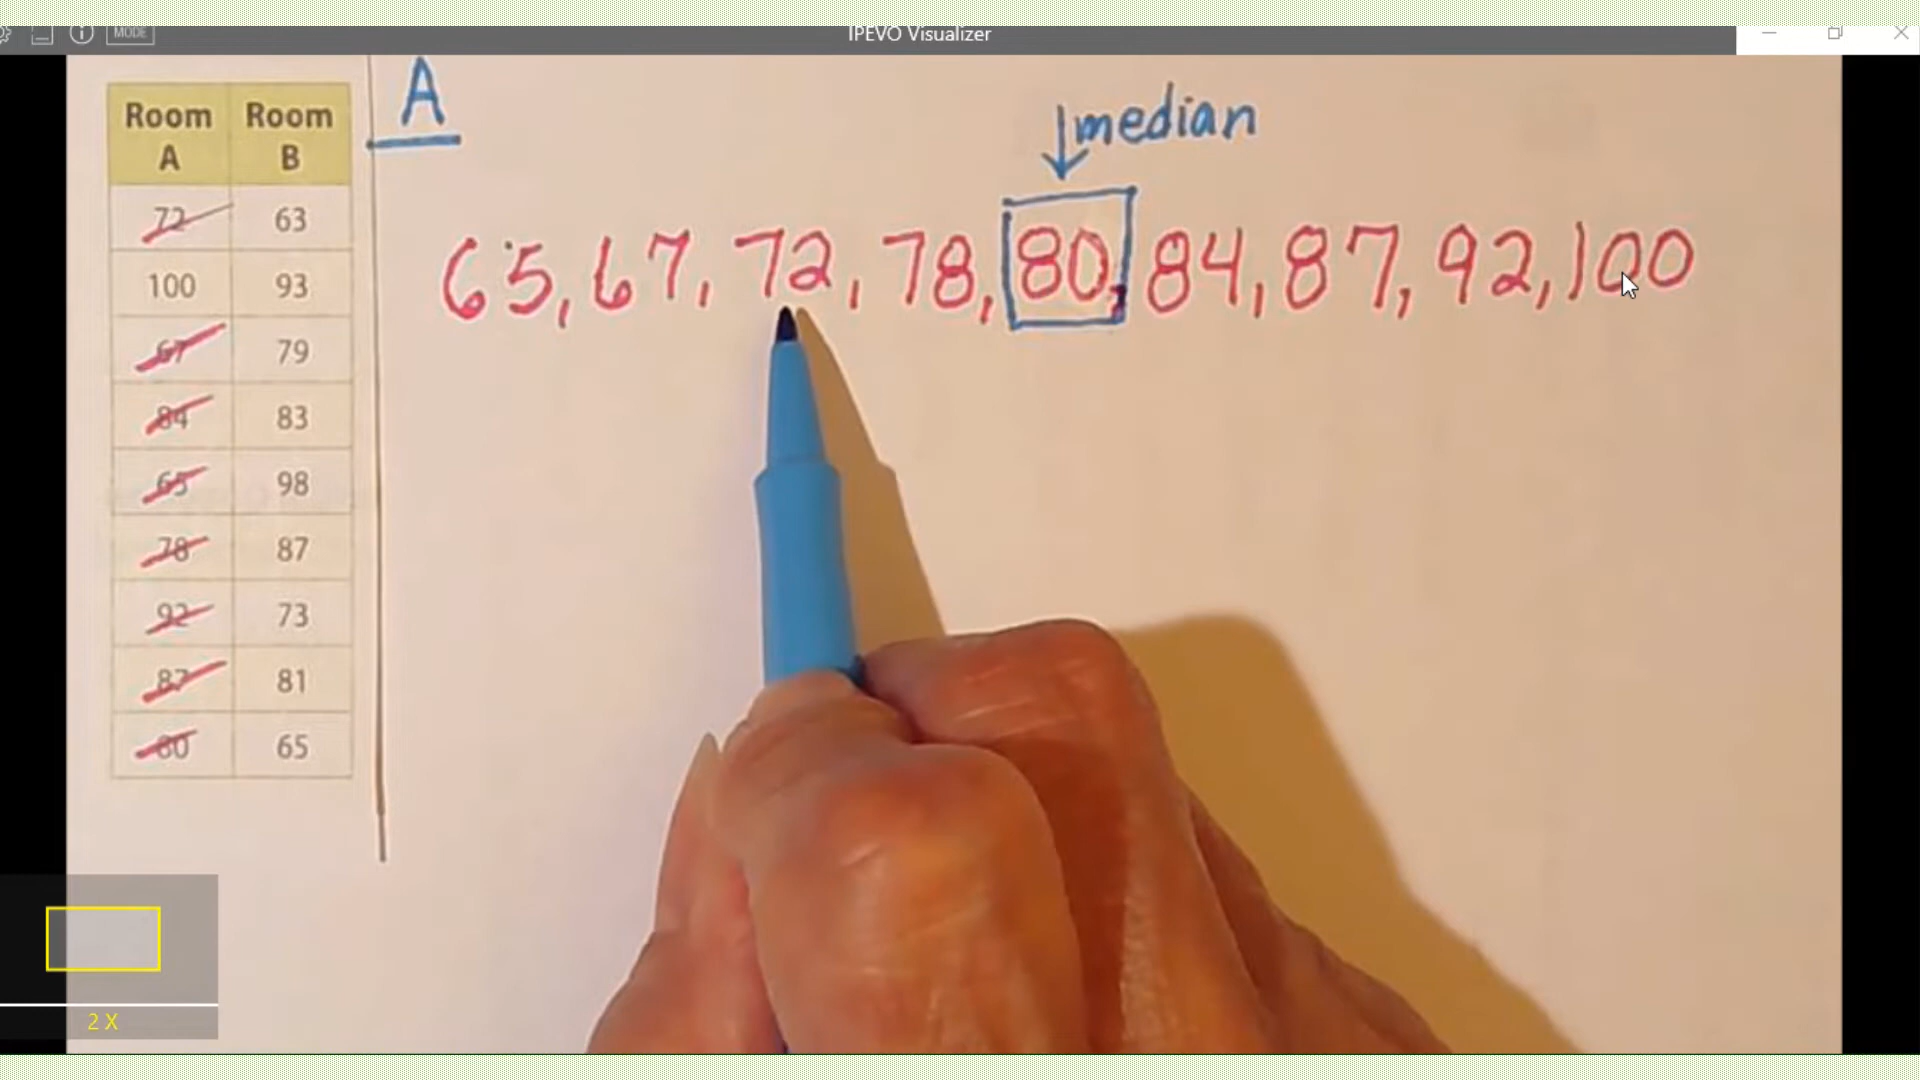 MODE
IPEVO Visualizer
Room A Room B
72 63
100 93
67 79
84 83
65 98
78 87
92 73
87 81
80 65
A
median
65, 67, 72, 78, 80, 84, 87, 92, 100
2 X